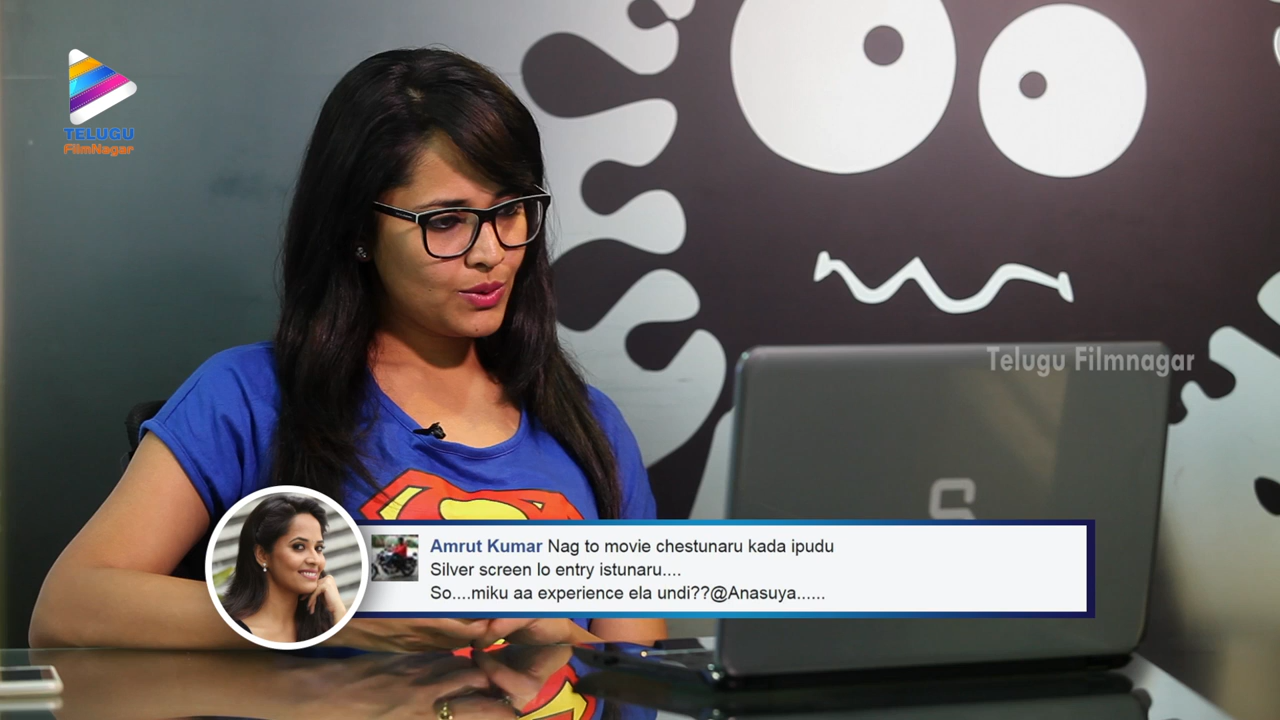 TELUGU
FilmNagar
Telugu Filmnagar
Amrut Kumar Nag to movie chestunaru kada ipudu
Silver screen lo entry istunaru....
So....miku aa experience ela undi??@Anasuya......